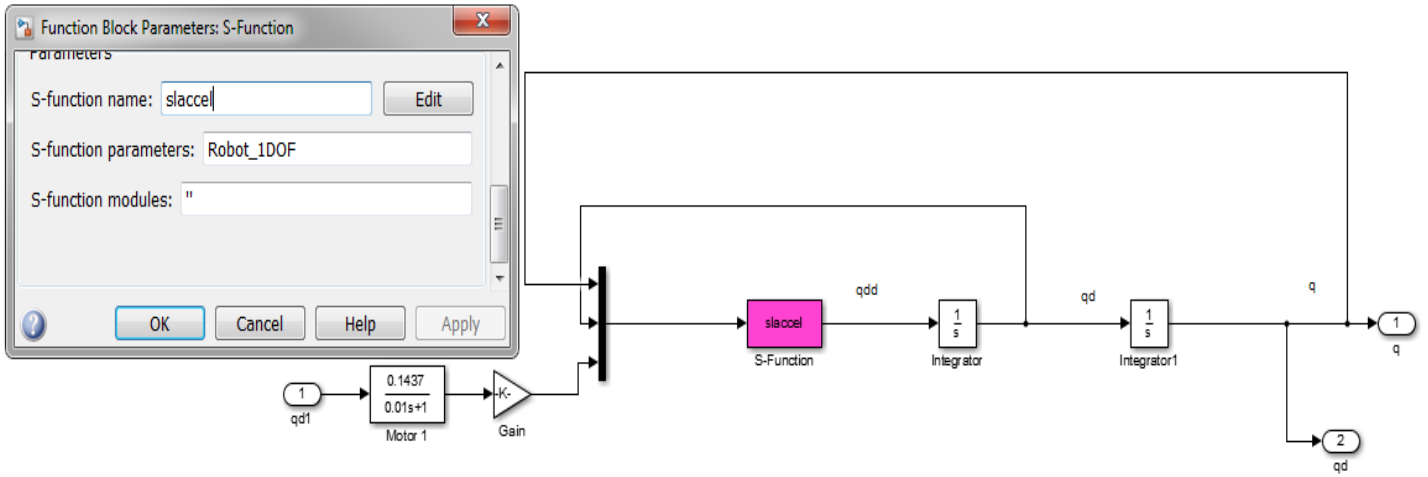 Function Block Parameters: S-Function
X
Parameters
S-function name: slaccel
Edit
S-function parameters: Robot_1DOF
S-function modules: ''
OK
Cancel
Help
Apply
1
qd1
0.1437
0.01s+1
Motor 1
-K-
Gain
slaccel
S-Function
qdd
1
s
Integrator
qd
1
s
Integrator1
q
1
q
2
qd